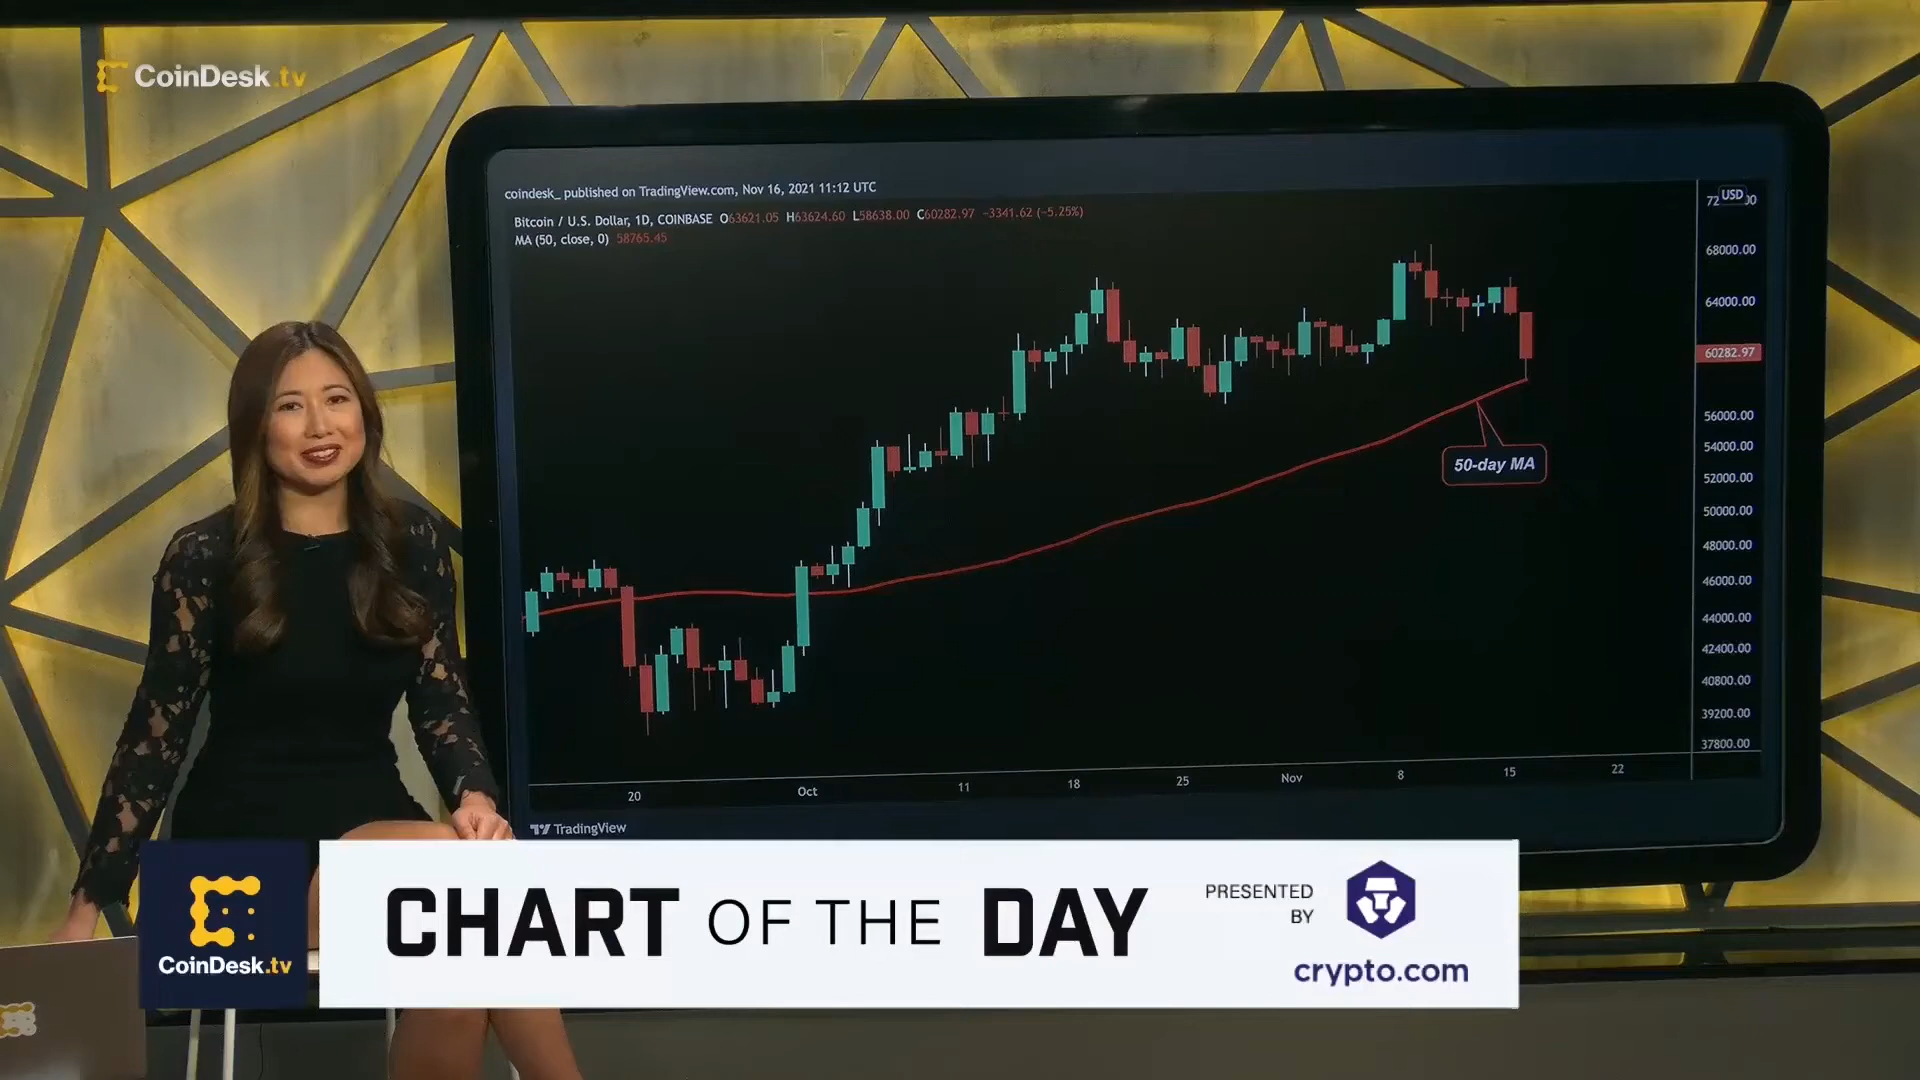 CoinDesk.tv
coindesk_ published on TradingView.com, Nov 16, 2021 11:12 UTC
Bitcoin / U.S. Dollar, 1D, COINBASE O63621.05 H63624.60 L58638.00 C60282.97 −3341.62 (−5.25%)
MA (50, close, 0) 58765.45
USD
68000.00
64000.00
60282.97
56000.00
54000.00
52000.00
50000.00
48000.00
46000.00
44000.00
42400.00
40800.00
39200.00
37800.00
50-day MA
20 Oct 11 18 25 Nov 8 15 22
TradingView
CoinDesk.tv
CHART OF THE DAY
PRESENTED
BY
crypto.com